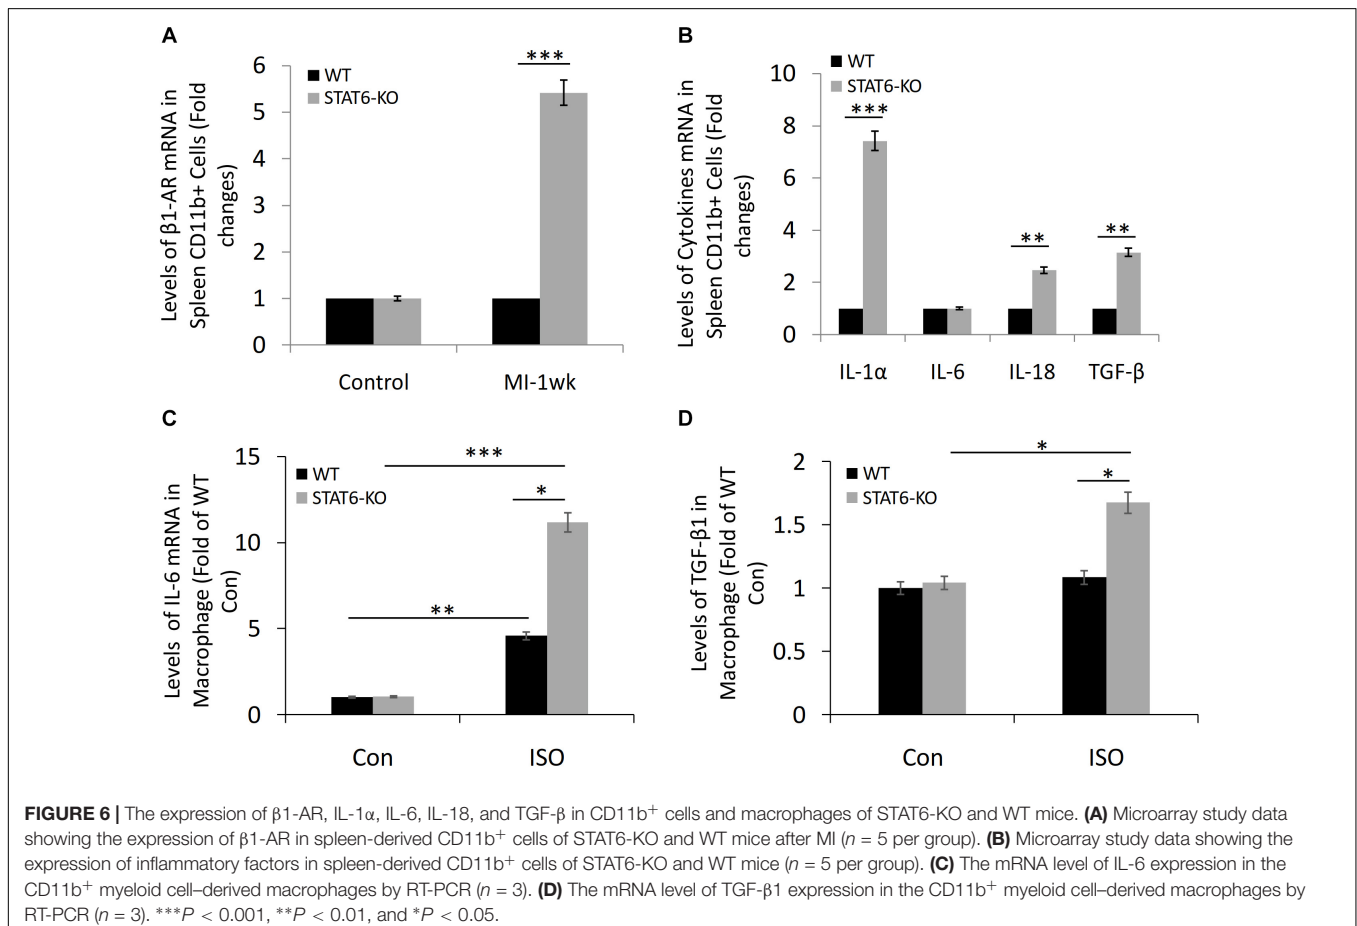 A
Levels of β1-AR mRNA in
Spleen CD11b+ Cells (Fold
changes)
6
5
4
3
2
1
0
WT
STAT6-KO
***
Control
MI-1wk
B
Levels of Cytokines mRNA in
Spleen CD11b+ Cells (Fold
changes)
10
8
6
4
2
0
WT
STAT6-KO
***
**
**
IL-1α
IL-6
IL-18
TGF-β
C
Levels of IL-6 mRNA in
Macrophage (Fold of WT
Con)
15
10
5
0
WT
STAT6-KO
***
*
**
Con
ISO
D
Levels of TGF-β1 in
Macrophage (Fold of WT
Con)
2
1.5
1
0.5
0
WT
STAT6-KO
*
*
Con
ISO
FIGURE 6 | The expression of β1-AR, IL-1α, IL-6, IL-18, and TGF-β in CD11b⁺ cells and macrophages of STAT6-KO and WT mice. (A) Microarray study data
showing the expression of β1-AR in spleen-derived CD11b⁺ cells of STAT6-KO and WT mice after MI (n = 5 per group). (B) Microarray study data showing the
expression of inflammatory factors in spleen-derived CD11b⁺ cells of STAT6-KO and WT mice (n = 5 per group). (C) The mRNA level of IL-6 expression in the
CD11b⁺ myeloid cell–derived macrophages by RT-PCR (n = 3). (D) The mRNA level of TGF-β1 expression in the CD11b⁺ myeloid cell–derived macrophages by
RT-PCR (n = 3). ***P < 0.001, **P < 0.01, and *P < 0.05.